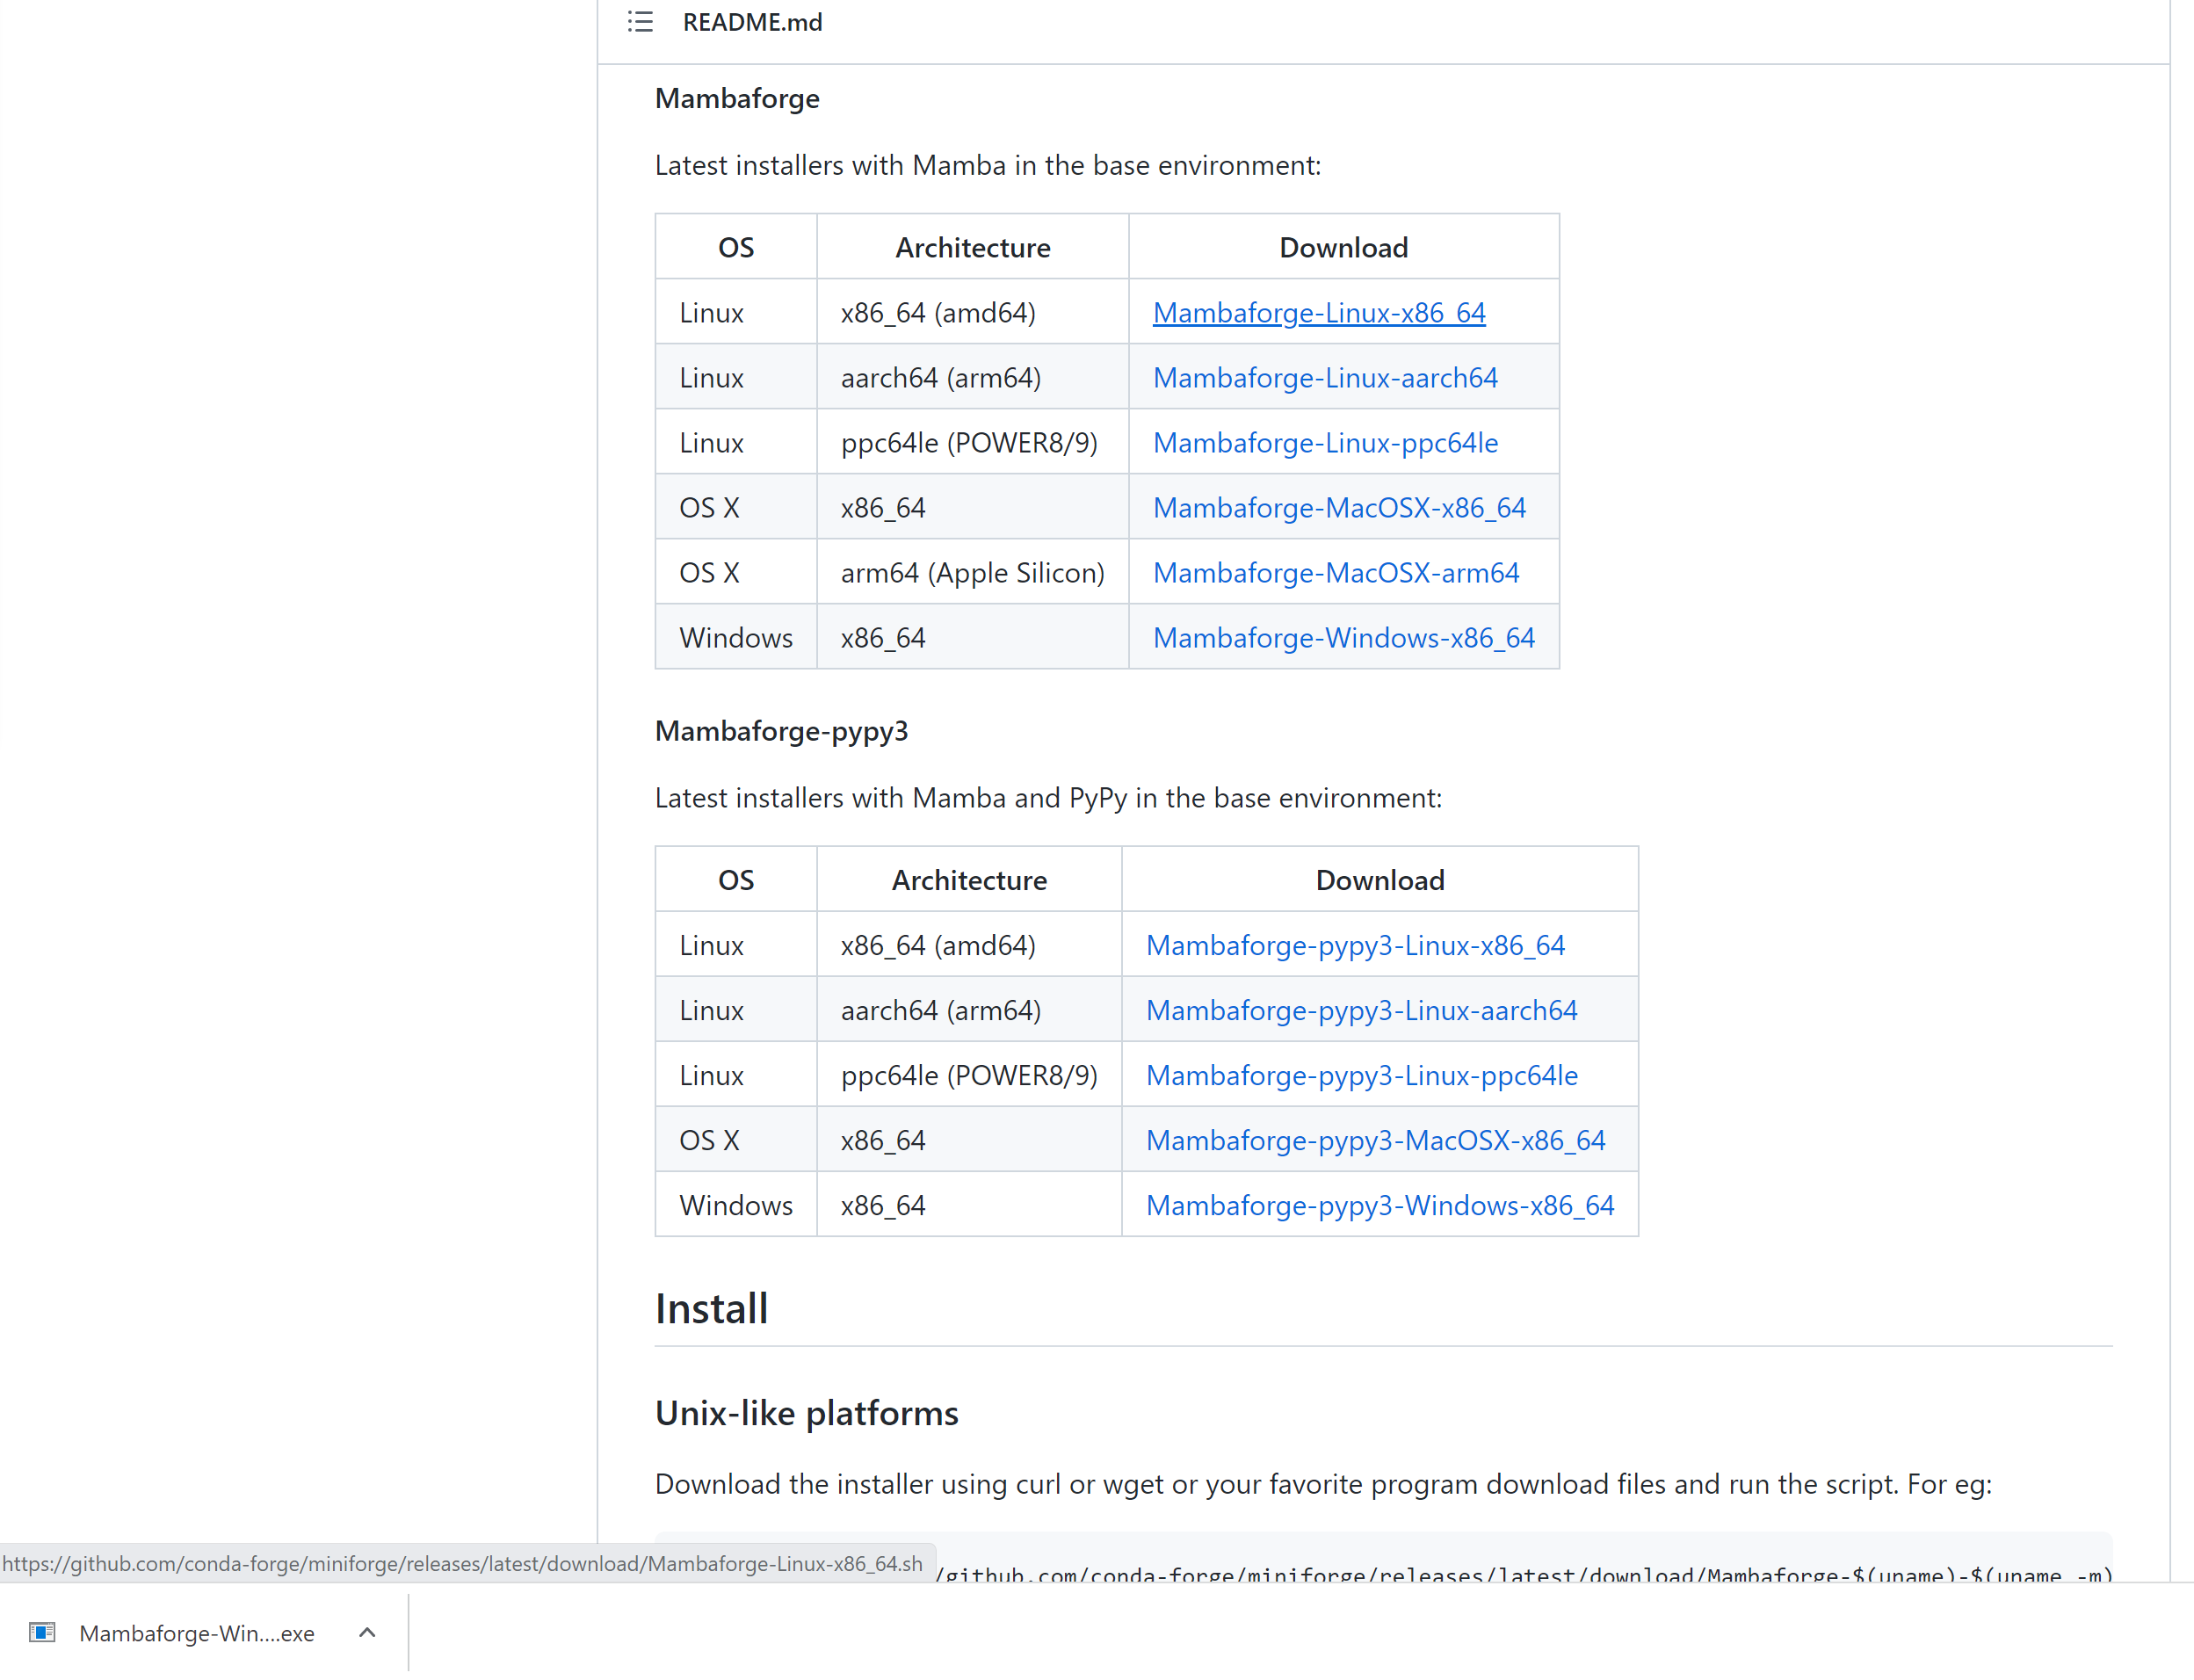 README.md
Mambaforge
Latest installers with Mamba in the base environment:
OS Architecture Download
Linux x86_64 (amd64) Mambaforge-Linux-x86_64
Linux aarch64 (arm64) Mambaforge-Linux-aarch64
Linux ppc64le (POWER8/9) Mambaforge-Linux-ppc64le
OS X x86_64 Mambaforge-MacOSX-x86_64
OS X arm64 (Apple Silicon) Mambaforge-MacOSX-arm64
Windows x86_64 Mambaforge-Windows-x86_64
Mambaforge-pypy3
Latest installers with Mamba and PyPy in the base environment:
OS Architecture Download
Linux x86_64 (amd64) Mambaforge-pypy3-Linux-x86_64
Linux aarch64 (arm64) Mambaforge-pypy3-Linux-aarch64
Linux ppc64le (POWER8/9) Mambaforge-pypy3-Linux-ppc64le
OS X x86_64 Mambaforge-pypy3-MacOSX-x86_64
Windows x86_64 Mambaforge-pypy3-Windows-x86_64
Install
Unix-like platforms
Download the installer using curl or wget or your favorite program download files and run the script. For eg:
/github.com/conda-forge/miniforge/releases/latest/download/Mambaforge-$(uname)-$(uname -m)
https://github.com/conda-forge/miniforge/releases/latest/download/Mambaforge-Linux-x86_64.sh
Mambaforge-Win....exe